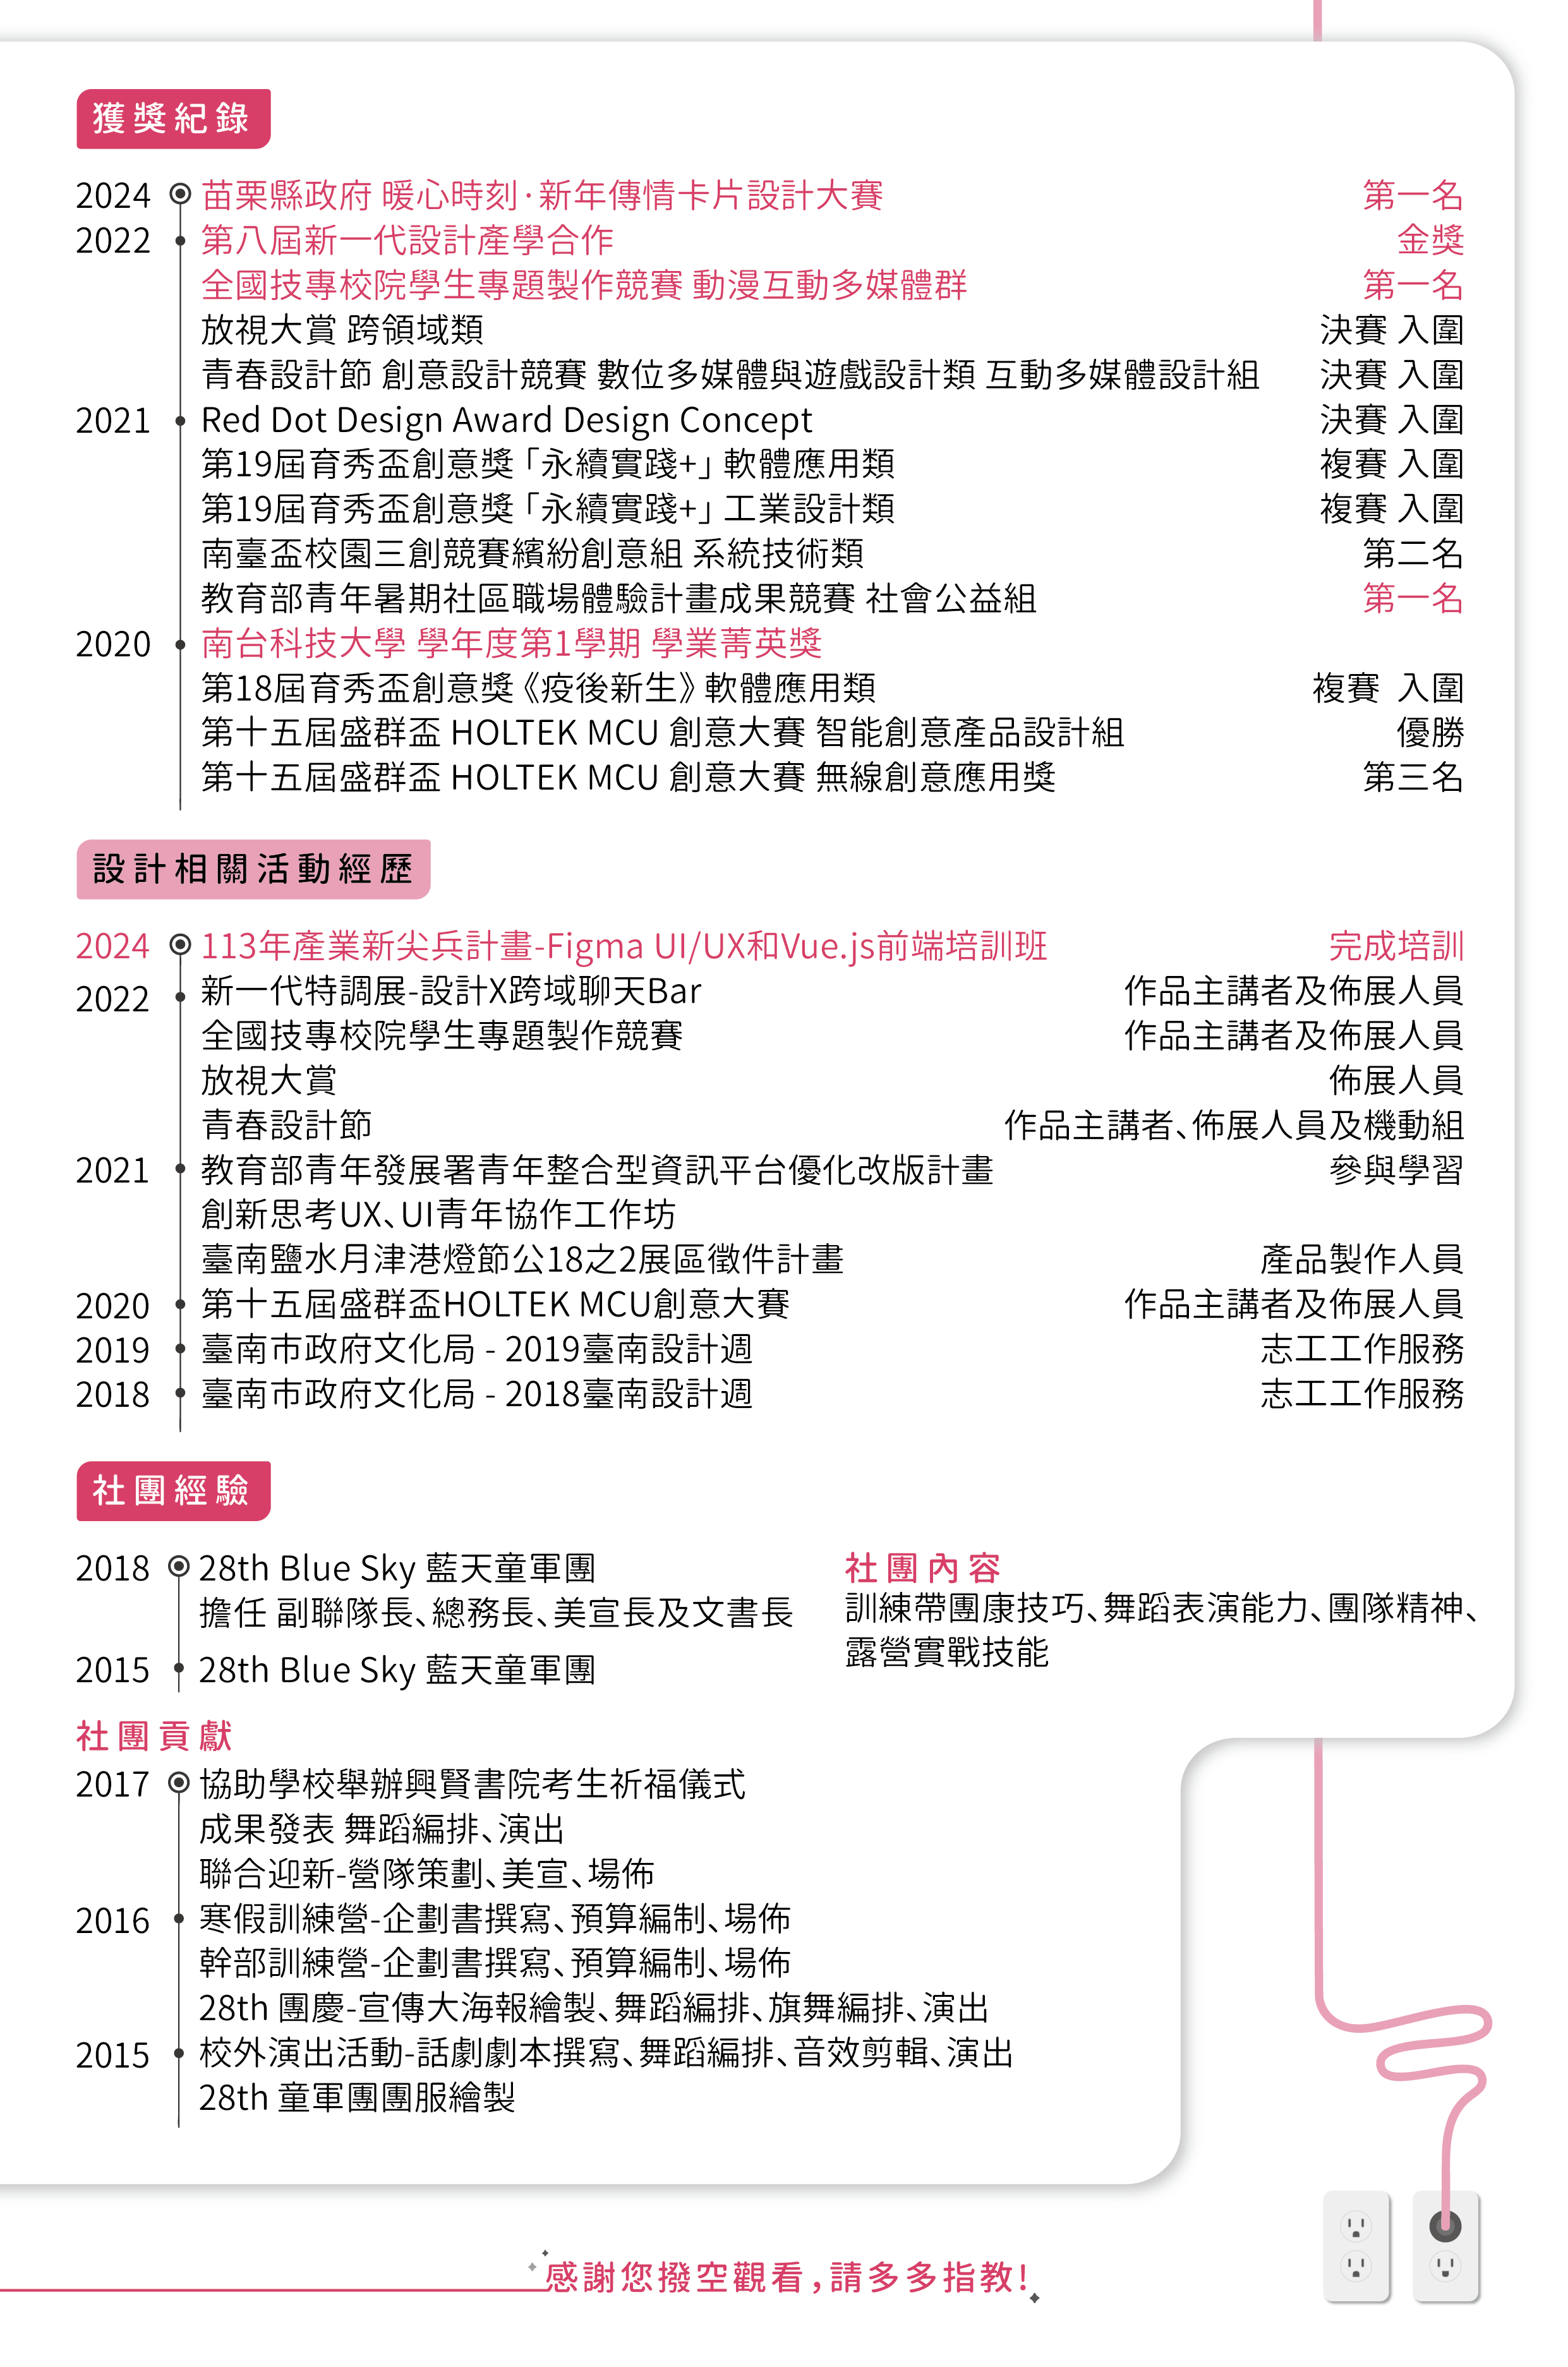 獲獎紀錄
2024 苗栗縣政府 暖心時刻·新年傳情卡片設計大賽 第一名
2022 第八屆新一代設計產學合作 金獎
全國技專校院學生專題製作競賽 動漫互動多媒體群 第一名
放視大賞 跨領域類 決賽 入圍
青春設計節 創意設計競賽 數位多媒體與遊戲設計類 互動多媒體設計組 決賽 入圍
2021 Red Dot Design Award Design Concept 決賽 入圍
第19屆育秀盃創意獎「永續實踐+」軟體應用類 複賽 入圍
第19屆育秀盃創意獎「永續實踐+」工業設計類 複賽 入圍
南臺盃校園三創競賽繽紛創意組 系統技術類 第二名
教育部青年暑期社區職場體驗計畫成果競賽 社會公益組 第一名
2020 南台科技大學 學年度第1學期 學業菁英獎
第18屆育秀盃創意獎《疫後新生》軟體應用類 複賽 入圍
第十五屆盛群盃 HOLTEK MCU 創意大賽 智能創意產品設計組 優勝
第十五屆盛群盃 HOLTEK MCU 創意大賽 無線創意應用獎 第三名
設計相關活動經歷
2024 113年產業新尖兵計畫-Figma UI/UX和Vue.js前端培訓班 完成培訓
2022 新一代特調展-設計X跨域聊天Bar 作品主講者及佈展人員
全國技專校院學生專題製作競賽 作品主講者及佈展人員
放視大賞 佈展人員
青春設計節 作品主講者、佈展人員及機動組
2021 教育部青年發展署青年整合型資訊平台優化改版計畫 參與學習
創新思考UX、UI青年協作工作坊
臺南鹽水月津港燈節公18之2展區徵件計畫 產品製作人員
2020 第十五屆盛群盃HOLTEK MCU創意大賽 作品主講者及佈展人員
2019 臺南市政府文化局 - 2019臺南設計週 志工工作服務
2018 臺南市政府文化局 - 2018臺南設計週 志工工作服務
社團經驗
2018 28th Blue Sky 藍天童軍團
擔任 副聯隊長、總務長、美宣長及文書長
2015 28th Blue Sky 藍天童軍團
社團內容
訓練帶團康技巧、舞蹈表演能力、團隊精神、
露營實戰技能
社團貢獻
2017 協助學校舉辦興賢書院考生祈福儀式
成果發表 舞蹈編排、演出
聯合迎新-營隊策劃、美宣、場佈
2016 寒假訓練營-企劃書撰寫、預算編制、場佈
幹部訓練營-企劃書撰寫、預算編制、場佈
28th 團慶-宣傳大海報繪製、舞蹈編排、旗舞編排、演出
2015 校外演出活動-話劇劇本撰寫、舞蹈編排、音效剪輯、演出
28th 童軍團團服繪製
感謝您撥空觀看,請多多指教!